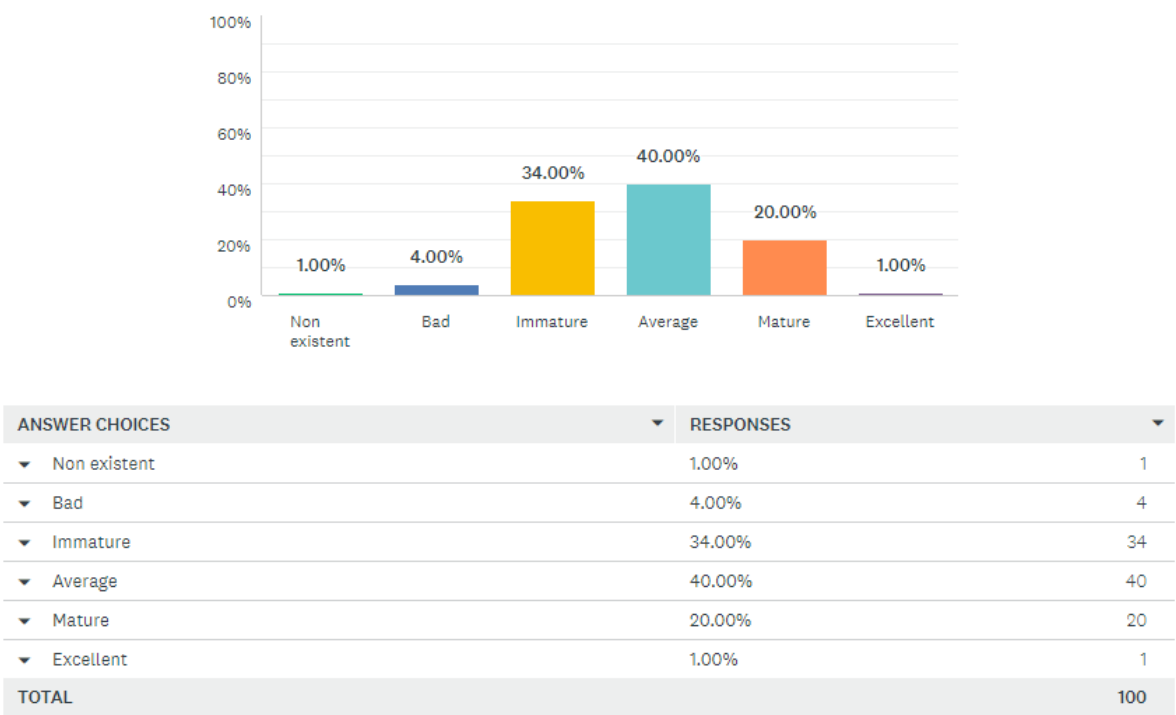 100%
80%
60%
40%
20%
0%
1.00%
4.00%
34.00%
40.00%
20.00%
1.00%
Non existent
Bad
Immature
Average
Mature
Excellent
ANSWER CHOICES RESPONSES
Non existent 1.00% 1
Bad 4.00% 4
Immature 34.00% 34
Average 40.00% 40
Mature 20.00% 20
Excellent 1.00% 1
TOTAL 100